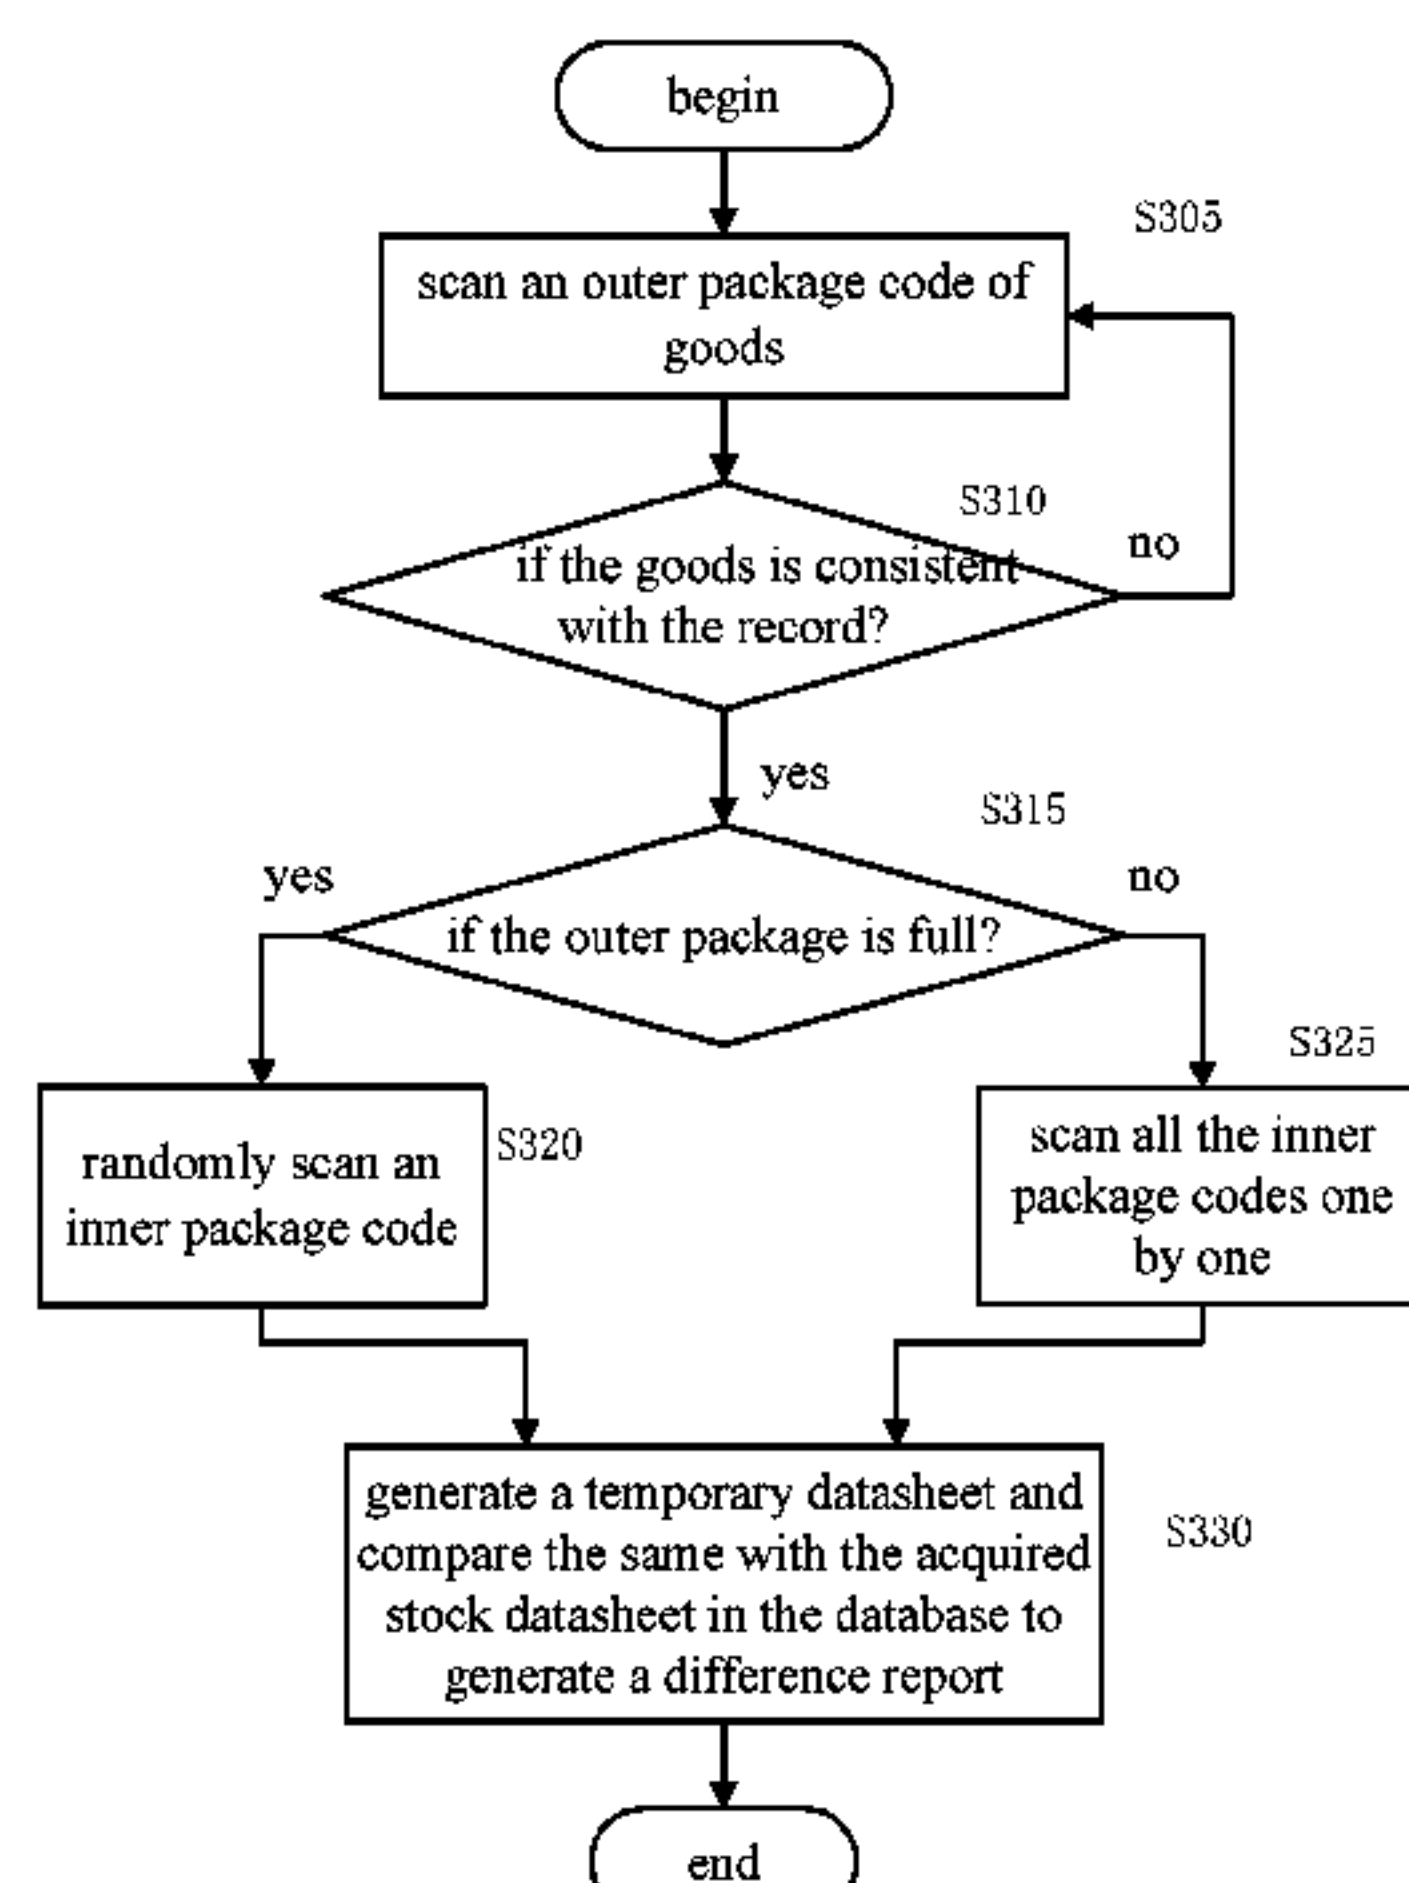 begin
S305
scan an outer package code of
goods
S310
no
if the goods is consistent
with the record?
yes
S315
yes
no
if the outer package is full?
S325
S320
randomly scan an
inner package code
scan all the inner
package codes one
by one
generate a temporary datasheet and
compare the same with the acquired
stock datasheet in the database to
generate a difference report
S330
end